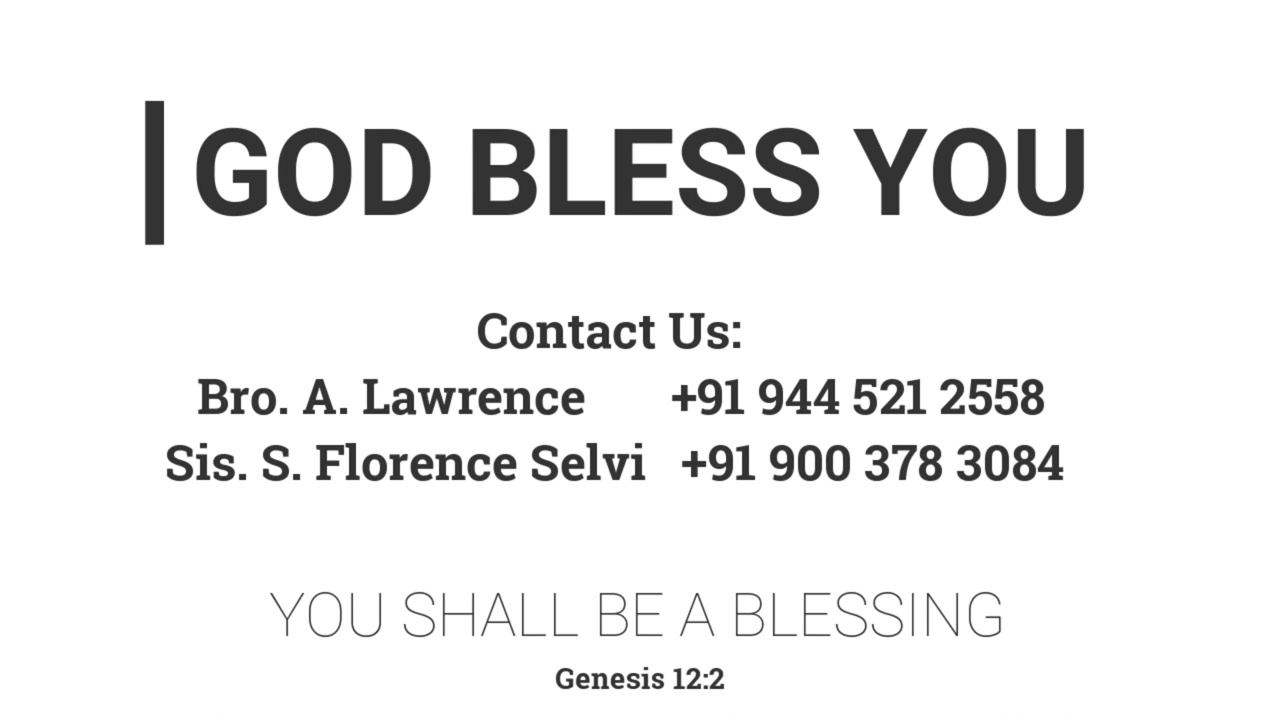 GOD BLESS YOU
Contact Us:
Bro. A. Lawrence +91 944 521 2558
Sis. S. Florence Selvi +91 900 378 3084
YOU SHALL BE A BLESSING
Genesis 12:2